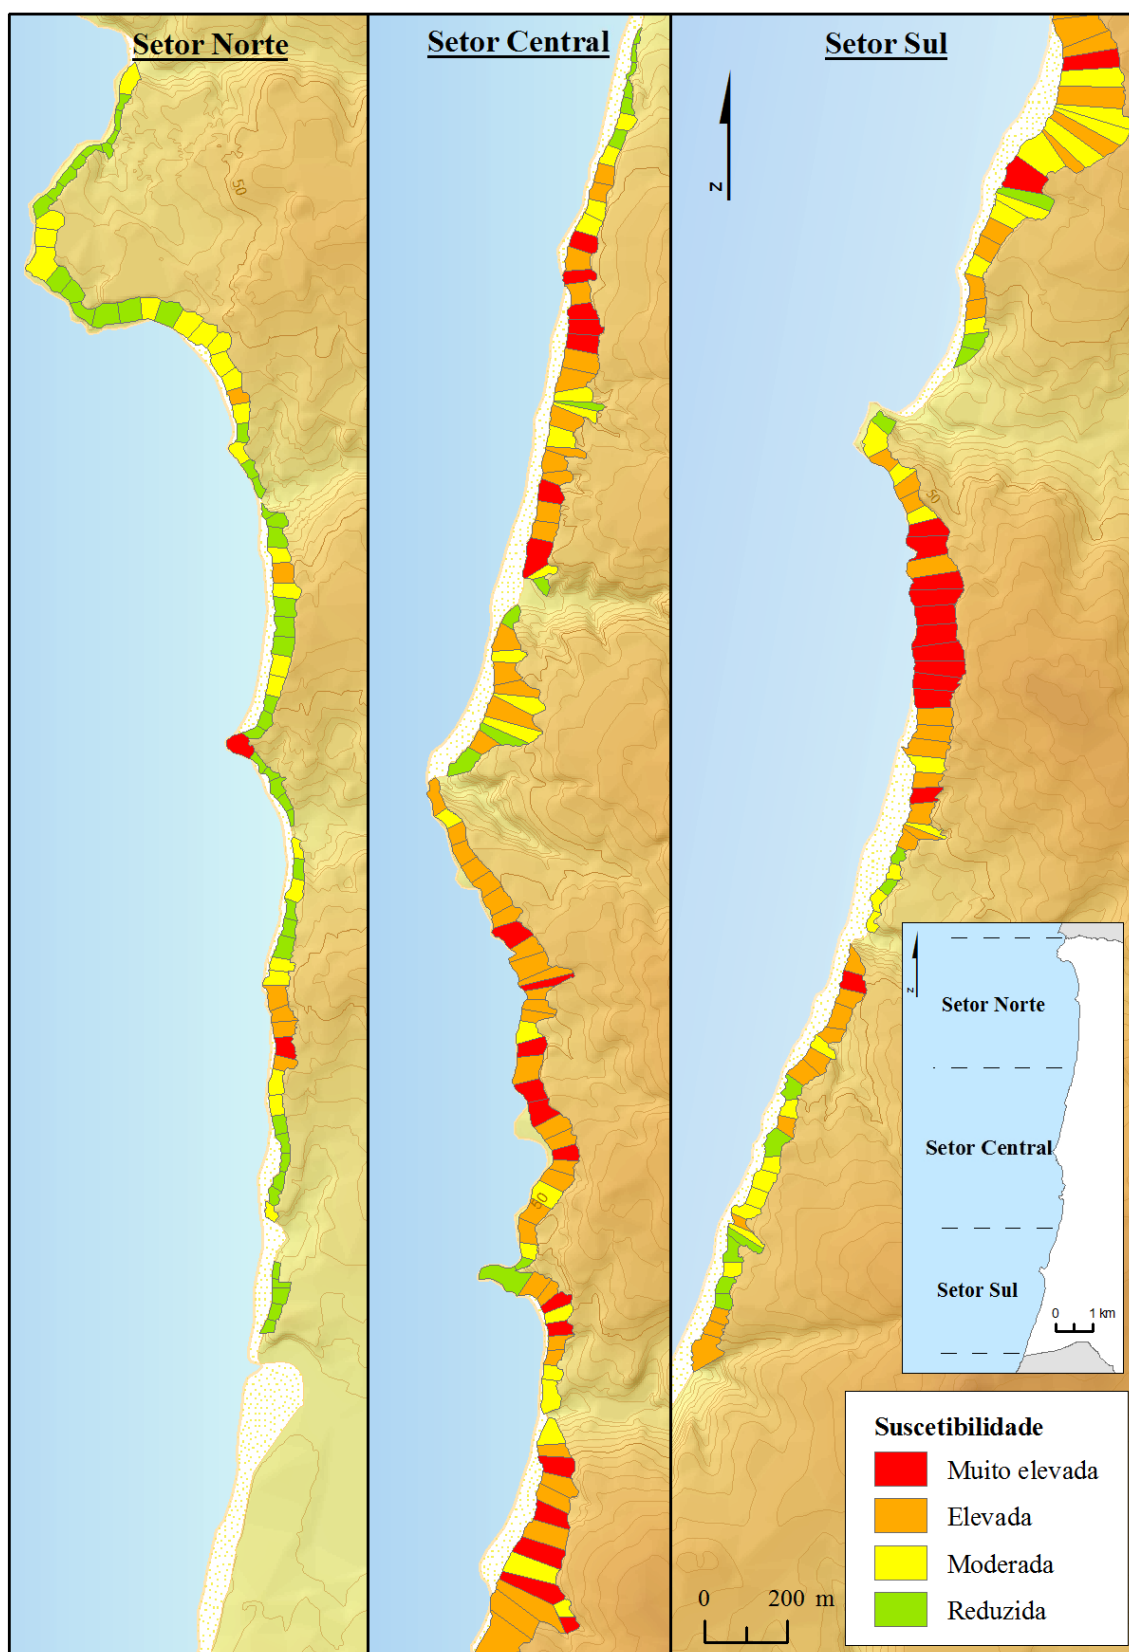 Setor Norte
Setor Central
Setor Sul
N
50
50
50
N
Setor Norte
Setor Central
Setor Sul
0 1 km
Suscetibilidade
Muito elevada
Elevada
Moderada
Reduzida
0 200 m